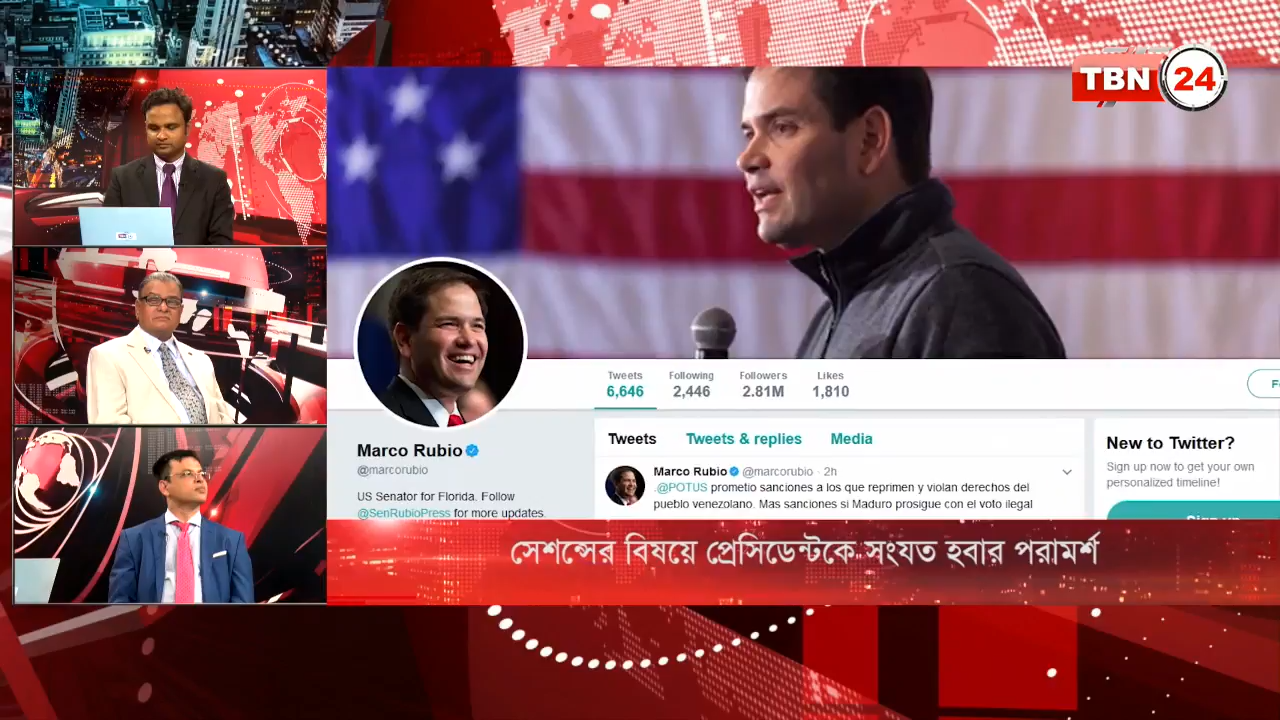 TBN 24
Tweets Following Followers Likes
6,646 2,446 2.81M 1,810
Tweets Tweets & replies Media
Marco Rubio
@marcorubio
US Senator for Florida. Follow
@SenRubioPress for more updates.
Marco Rubio @marcorubio · 2h
.@POTUS prometio sanciones a los que reprimen y violan derechos del
pueblo venezolano. Mas sanciones si Maduro prosigue con el voto ilegal
New to Twitter?
Sign up now to get your own
personalized timeline!
Sign up
সেশন্সের বিষয়ে প্রেসিডেন্টকে সংযত হবার পরামর্শ